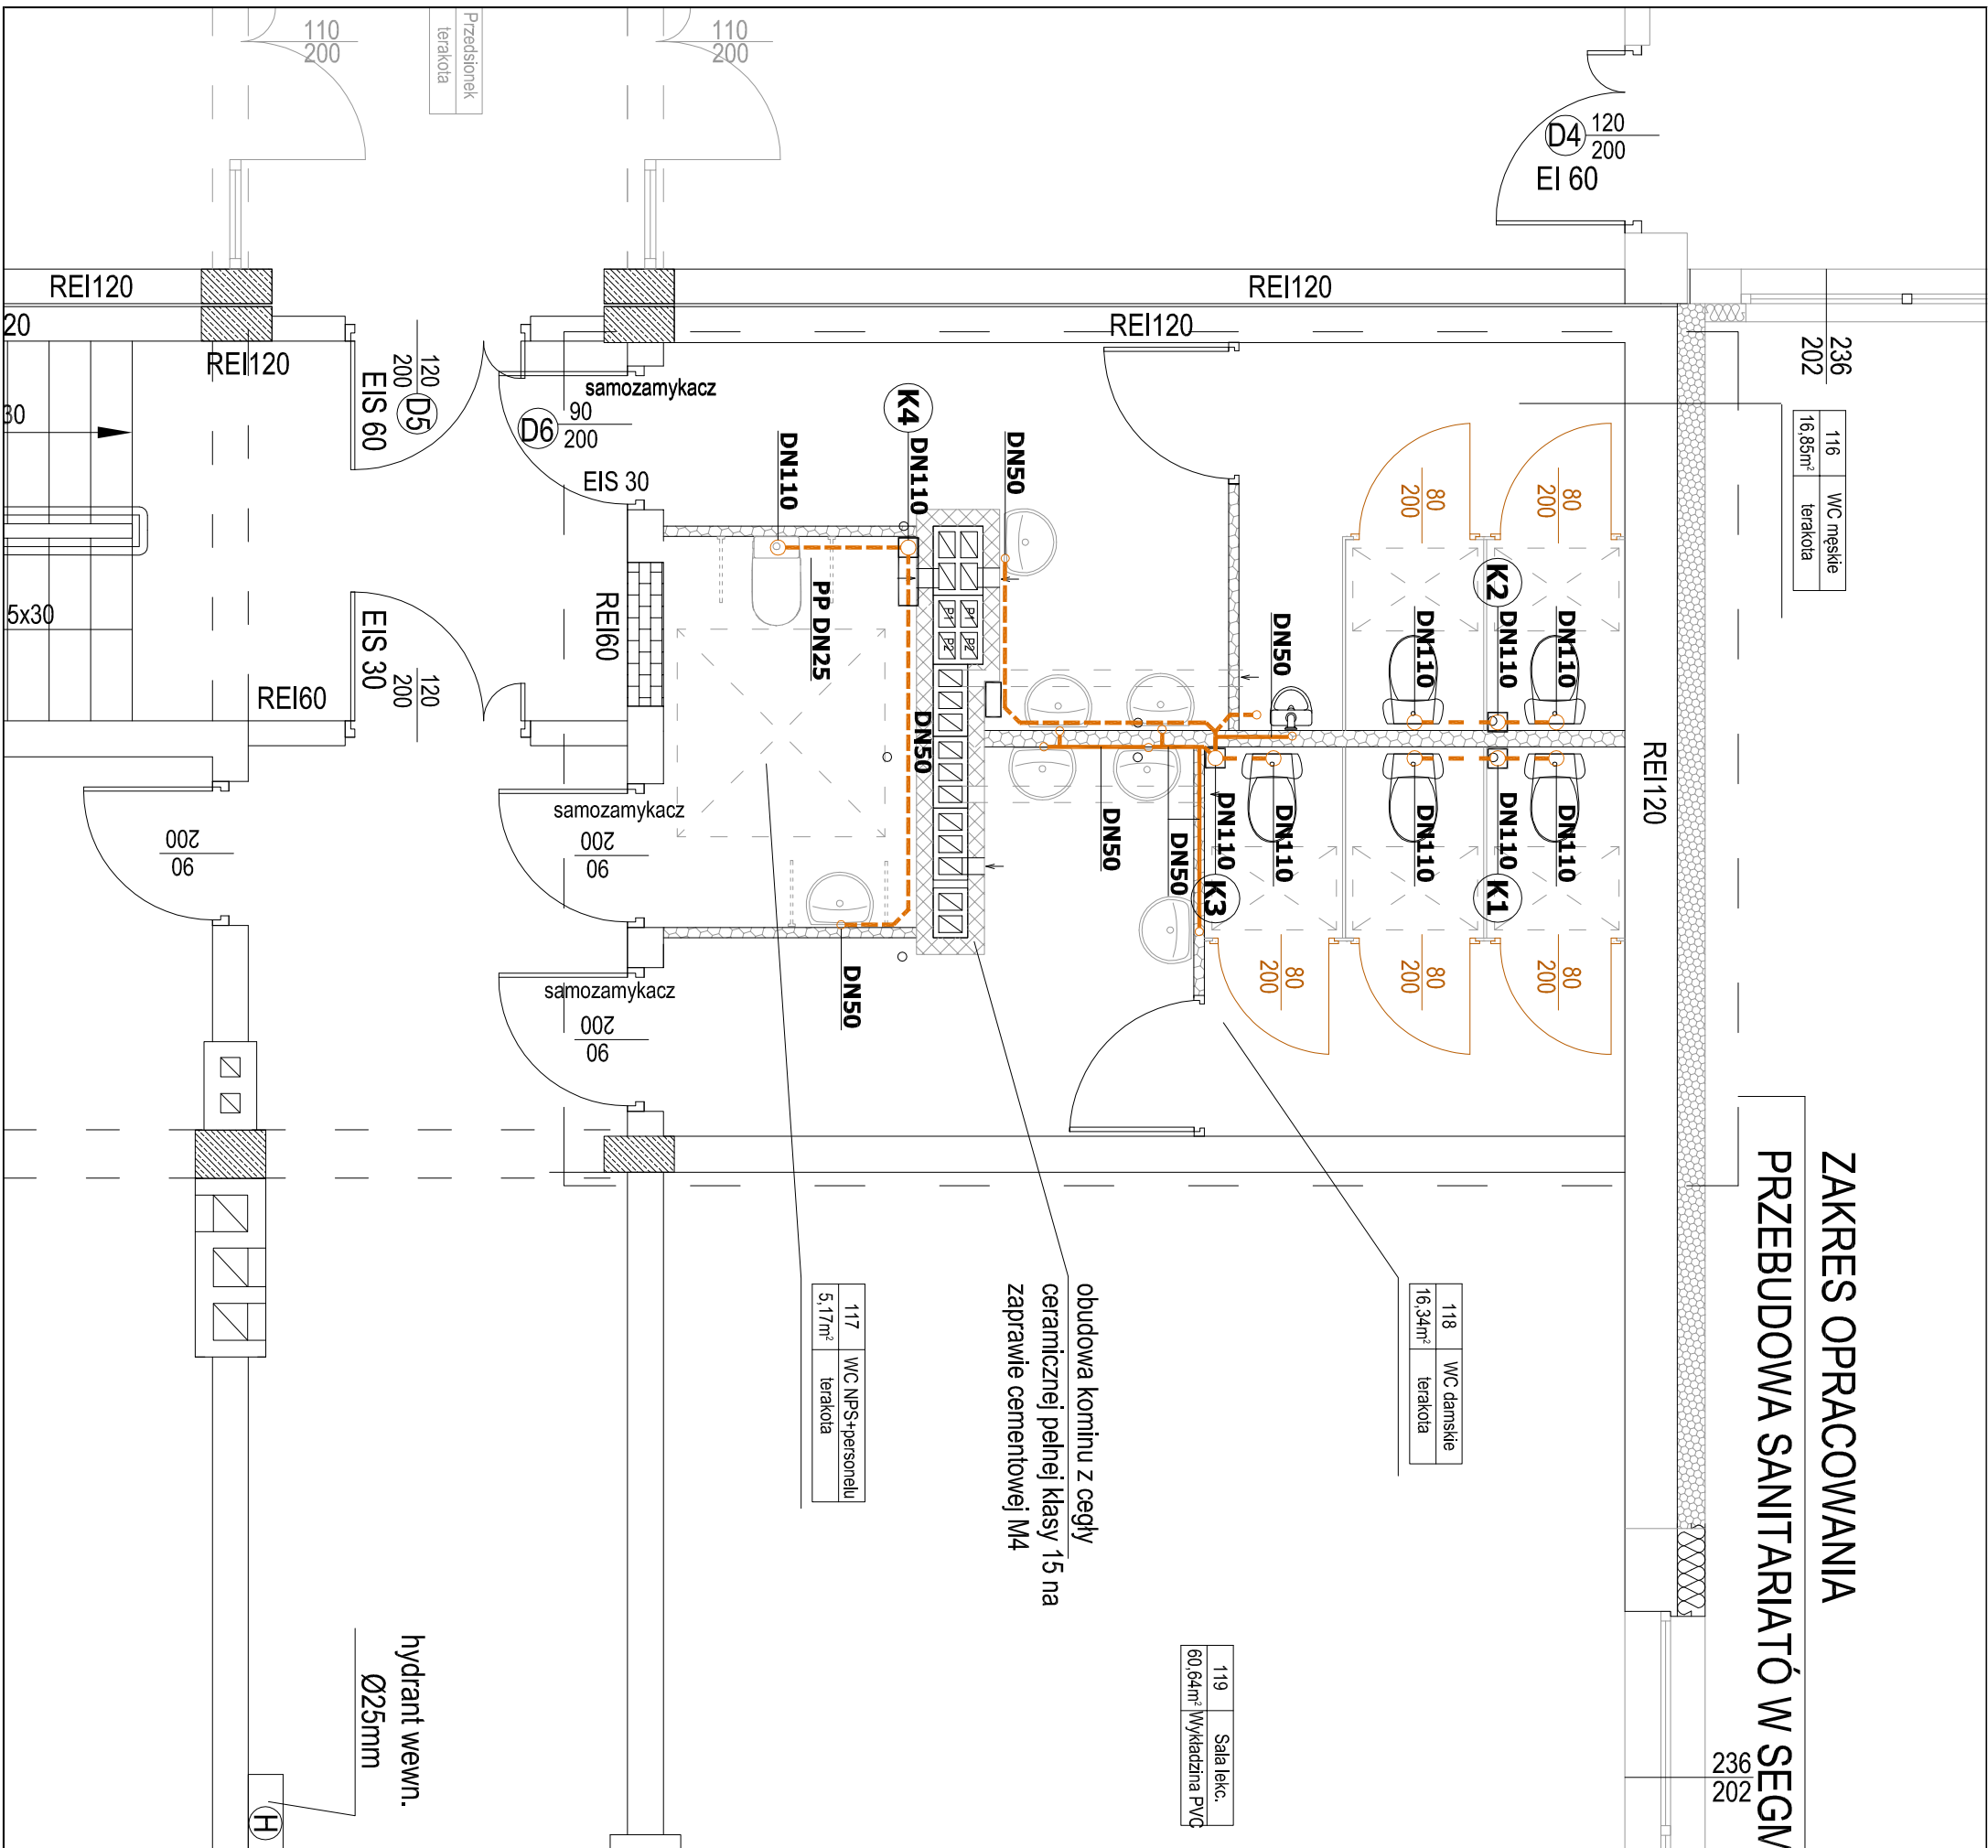 ZAKRES OPRACOWANIA
PRZEBUDOWA SANITARIATÓW W SEGM
110
200
Przedsionek
terakota
110
200
D4
120
200
EI 60
REI120
REI120
REI120
REI120
20
30
5x30
120
200
D5
EIS 60
D6
90
200
samozamykacz
EIS 30
K4
DN110
DN110
DN50
PP DN25
DN50
REI60
REI60
EIS 30
120
200
236
202
116
WC męskie
16,85m²
terakota
80
200
80
200
K2
DN110
DN110
DN110
DN50
REI120
DN110
DN110
DN110
DN110
DN110
K1
K3
DN50
DN50
P1
P1
P2
P2
80
200
80
200
80
200
samozamykacz
90
200
90
200
samozamykacz
90
200
DN50
117
WC NPS+personelu
5,17m²
terakota
obudowa kominu z cegły
ceramicznej pełnej klasy 15 na
zaprawie cementowej M4
118
WC damskie
16,34m²
terakota
119
Sala lekc.
60,64m²
Wykładzina PVC
236
202
hydrant wewn.
Ø25mm
H